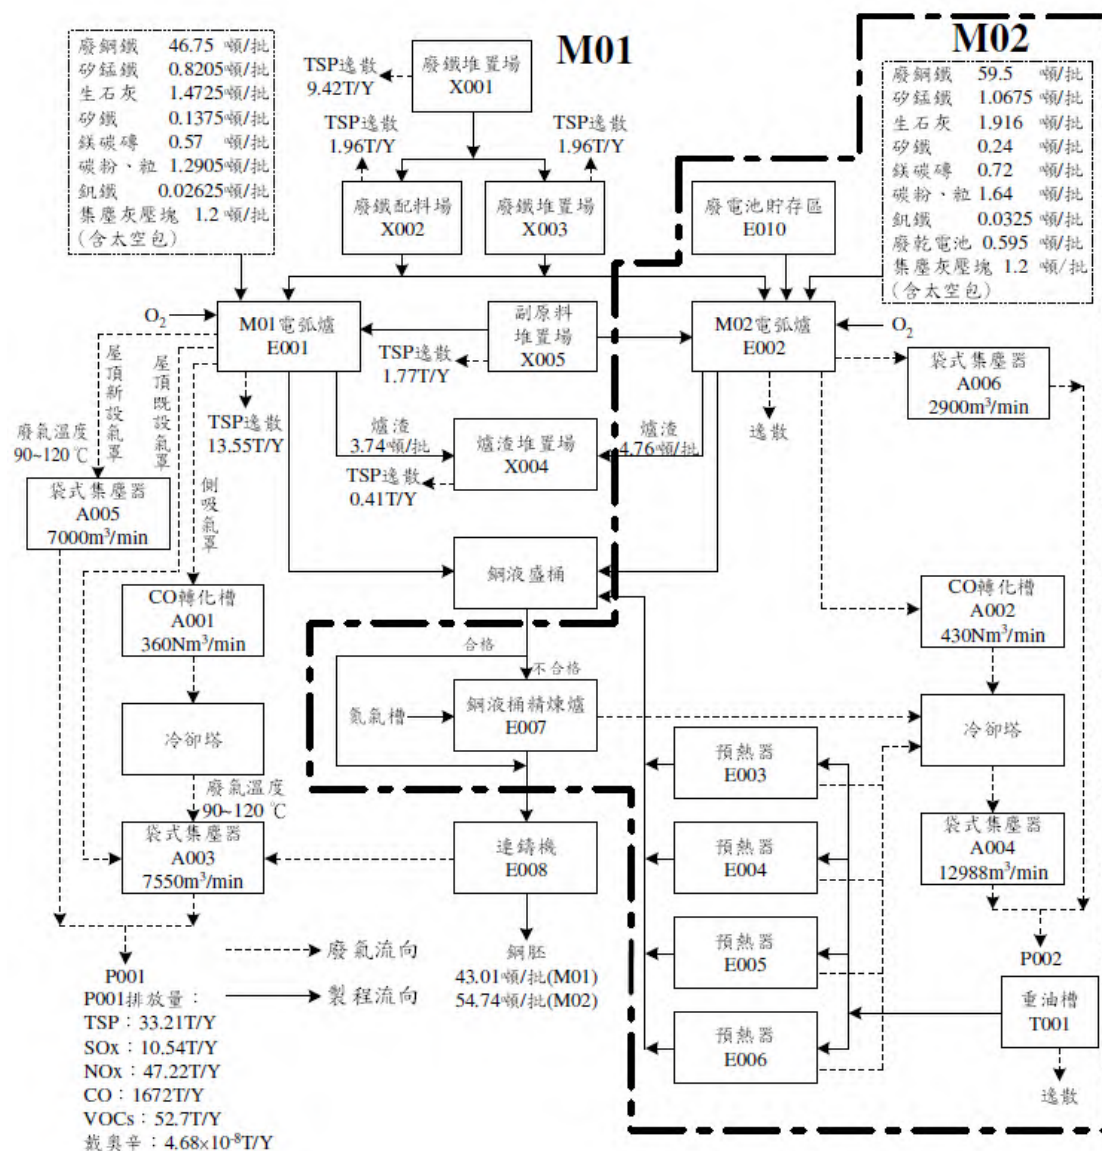 M01
M02
廢鋼鐵 46.75 噸/批
矽錳鐵 0.8205噸/批
生石灰 1.4725噸/批
矽鐵 0.1375噸/批
鎂碳磚 0.57 噸/批
碳粉、粒 1.2905噸/批
釩鐵 0.02625噸/批
集塵灰壓塊 1.2 噸/批
(含太空包)
TSP逸散
9.42T/Y
廢鐵堆置場
X001
TSP逸散
1.96T/Y
TSP逸散
1.96T/Y
廢鐵配料場
X002
廢鐵堆置場
X003
廢電池貯存區
E010
廢鋼鐵 59.5 噸/批
矽錳鐵 1.0675噸/批
生石灰 1.916 噸/批
矽鐵 0.24 噸/批
鎂碳磚 0.72 噸/批
碳粉、粒 1.64 噸/批
釩鐵 0.0325噸/批
廢乾電池 0.595 噸/批
集塵灰壓塊 1.2 噸/批
(含太空包)
O2
M01電弧爐
E001
副原料
堆置場
X005
TSP逸散
1.77T/Y
M02電弧爐
E002
O2
袋式集塵器
A006
2900m³/min
屋頂新設氣罩
屋頂既設氣罩
側吸氣罩
TSP逸散
13.55T/Y
逸散
廢氣溫度
90~120℃
爐渣
3.74噸/批
爐渣堆置場
X004
爐渣
4.76噸/批
TSP逸散
0.41T/Y
袋式集塵器
A005
7000m³/min
鋼液盛桶
CO轉化槽
A001
360Nm³/min
CO轉化槽
A002
430Nm³/min
合格
不合格
氮氣槽
鋼液桶精煉爐
E007
冷卻塔
冷卻塔
廢氣溫度
90~120℃
預熱器
E003
預熱器
E004
預熱器
E005
預熱器
E006
袋式集塵器
A003
7550m³/min
連鑄機
E008
袋式集塵器
A004
12988m³/min
鋼胚
43.01噸/批(M01)
54.74噸/批(M02)
廢氣流向
製程流向
P002
重油槽
T001
逸散
P001
P001排放量：
TSP：33.21T/Y
SOx：10.54T/Y
NOx：47.22T/Y
CO：1672T/Y
VOCs：52.7T/Y
戴奧辛：4.68×10⁻⁸T/Y